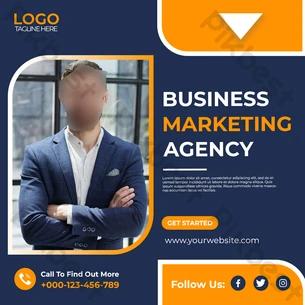 LOGO
TAGLINE HERE
BUSINESS
MARKETING
AGENCY
GET STARTED
www.yourwebsite.com
Call To Find Out More
+000-123-456-789
Follow Us: